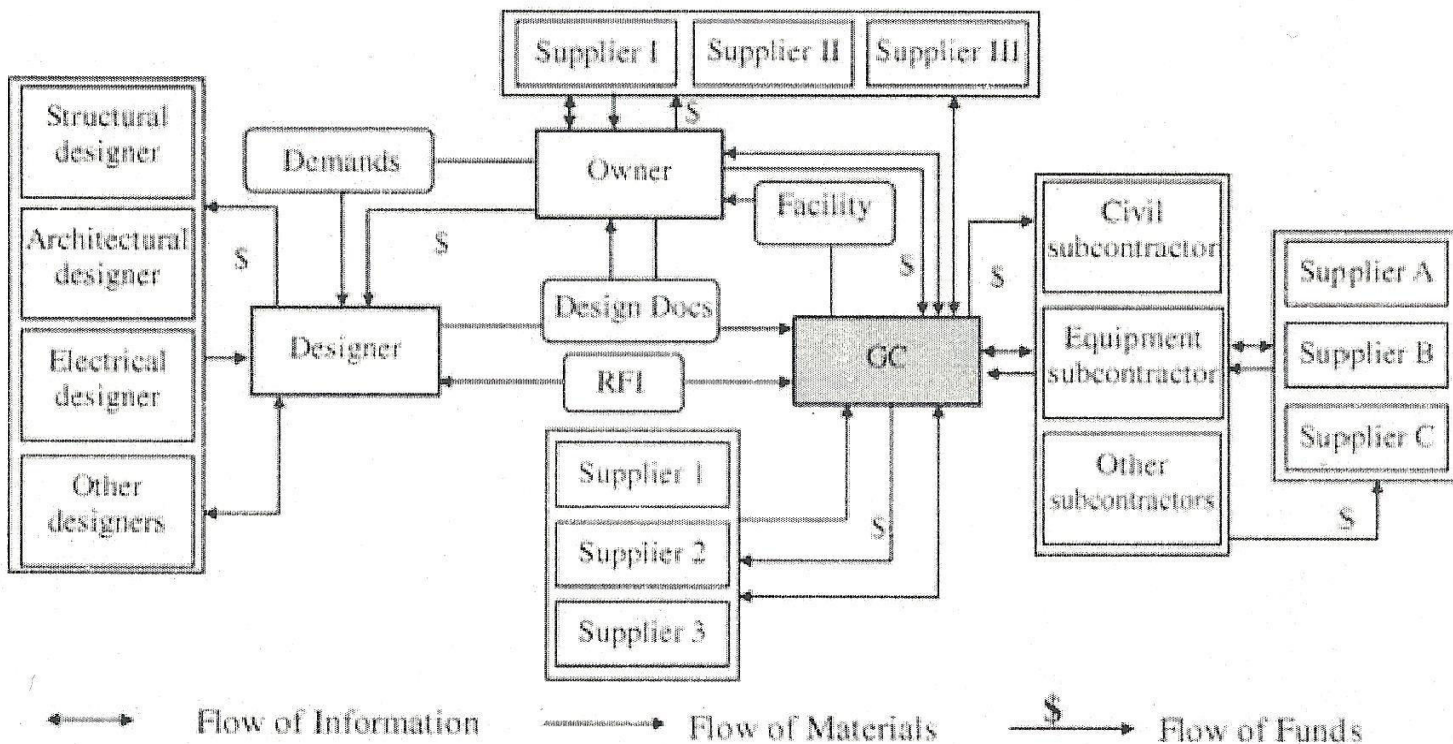 Supplier I
Supplier II
Supplier III
Structural
designer
Architectural
designer
Electrical
designer
Other
designers
$
Demands
Owner
$
$
Facility
$
Designer
Design Docs
RFI
GC
$
Civil
subcontractor
Equipment
subcontractor
Other
subcontractors
Supplier A
Supplier B
Supplier C
$
Supplier 1
Supplier 2
Supplier 3
$
Flow of Information
Flow of Materials
$
Flow of Funds